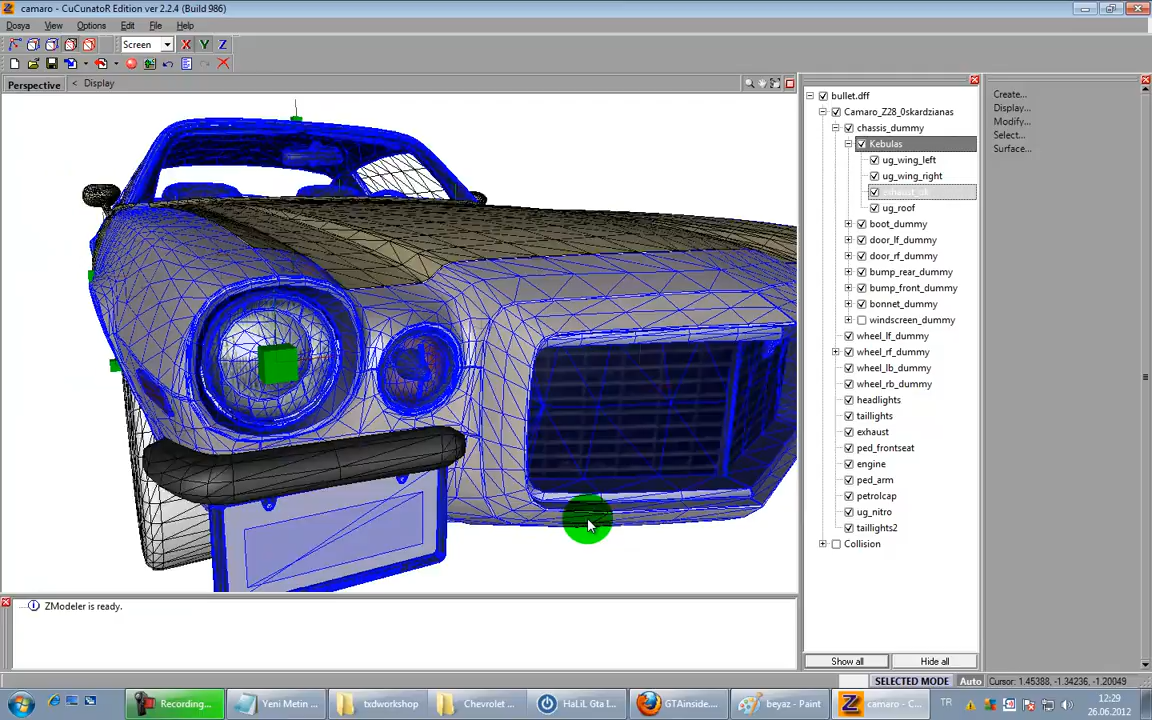 camaro - CuCunatoR Edition ver 2.2.4 (Build 986)
Dosya View Options Edit File Help
Screen X Y Z
Perspective < Display
bullet.dff
Camaro_Z28_0skardzianas
chassis_dummy
Kebulas
ug_wing_left
ug_wing_right
exhaust_ok
ug_roof
boot_dummy
door_lf_dummy
door_rf_dummy
bump_rear_dummy
bump_front_dummy
bonnet_dummy
windscreen_dummy
wheel_lf_dummy
wheel_rf_dummy
wheel_lb_dummy
wheel_rb_dummy
headlights
taillights
exhaust
ped_frontseat
engine
ped_arm
petrolcap
ug_nitro
taillights2
Collision
Show all Hide all
Create...
Display...
Modify...
Select...
Surface...
ZModeler is ready.
SELECTED MODE Auto Cursor: 1.45388, -1.34236, -1.20049
Recording... Yeni Metin ... txdworkshop Chevrolet ... HaLiL Gta I... GTAinside.... beyaz - Paint camaro - C... TR 12:29
26.06.2012